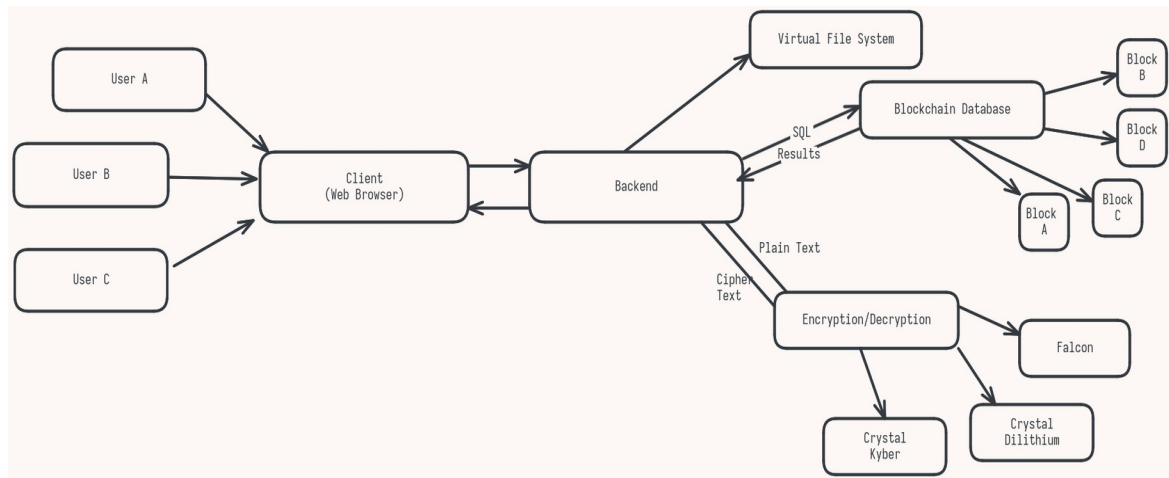 Virtual File System
User A
Block
B
Blockchain Database
Block
D
SQL
Results
User B
Client
(Web Browser)
Backend
Block
A
Block
C
Plain Text
User C
Cipher
Text
Encryption/Decryption
Falcon
Crystal
Dilithium
Crystal
Kyber